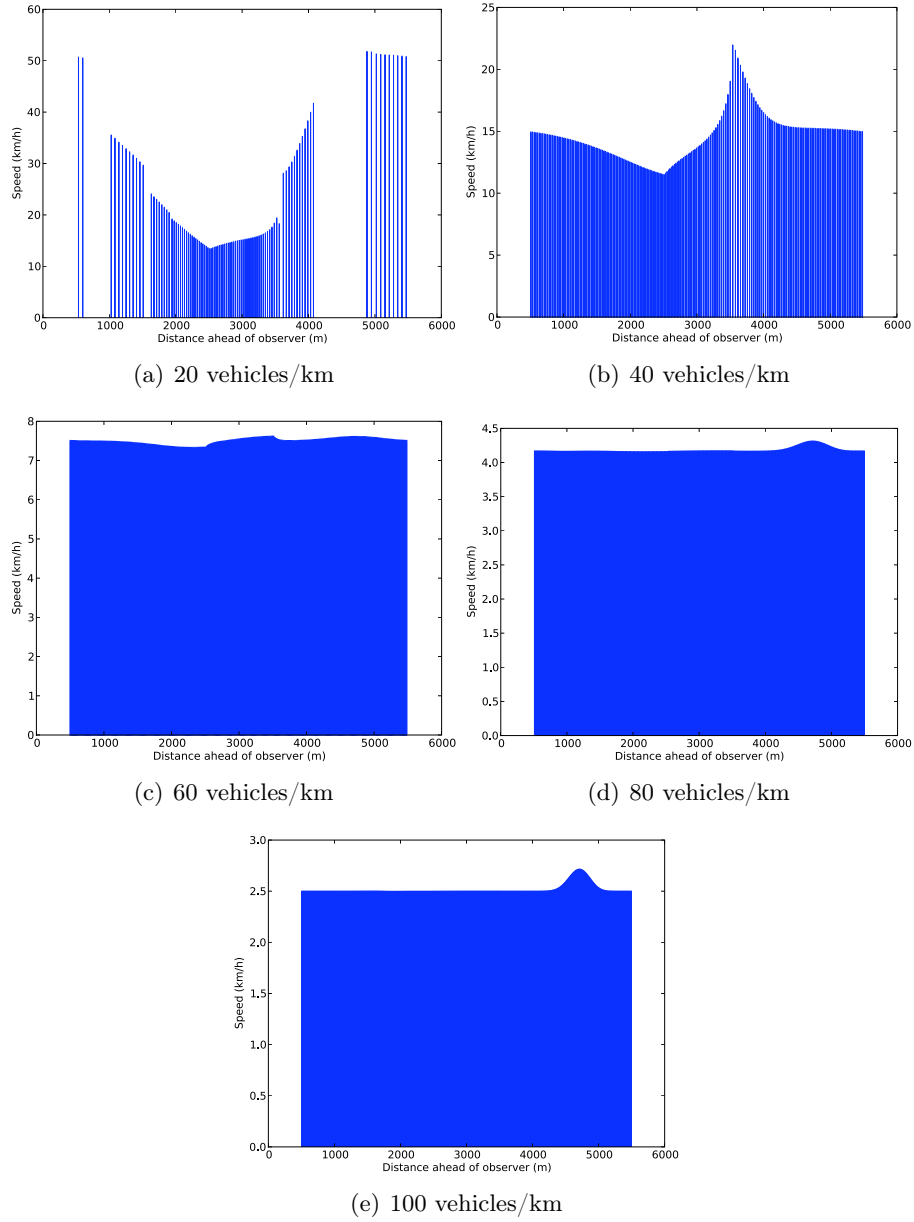 60
50
40
30
20
10
0
Speed (km/h)
0 1000 2000 3000 4000 5000 6000
Distance ahead of observer (m)
(a) 20 vehicles/km
25
20
15
10
5
0
Speed (km/h)
0 1000 2000 3000 4000 5000 6000
Distance ahead of observer (m)
(b) 40 vehicles/km
8
7
6
5
4
3
2
1
0
Speed (km/h)
0 1000 2000 3000 4000 5000 6000
Distance ahead of observer (m)
(c) 60 vehicles/km
4.5
4.0
3.5
3.0
2.5
2.0
1.5
1.0
0.5
0.0
Speed (km/h)
0 1000 2000 3000 4000 5000 6000
Distance ahead of observer (m)
(d) 80 vehicles/km
3.0
2.5
2.0
1.5
1.0
0.5
0.0
Speed (km/h)
0 1000 2000 3000 4000 5000 6000
Distance ahead of observer (m)
(e) 100 vehicles/km